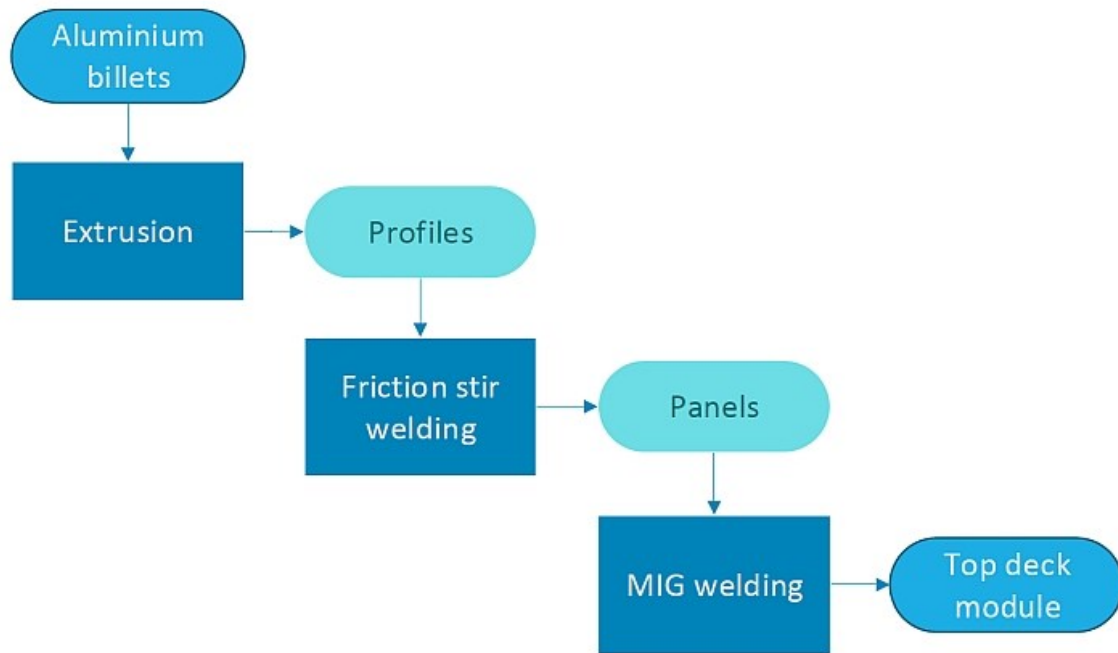 Aluminium
billets
Extrusion
Profiles
Friction stir
welding
Panels
MIG welding
Top deck
module